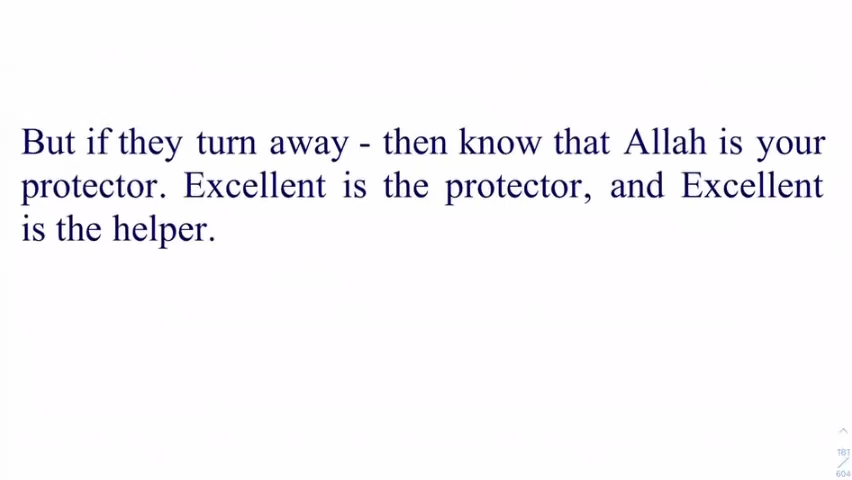 But if they turn away - then know that Allah is your
protector. Excellent is the protector, and Excellent
is the helper.
604